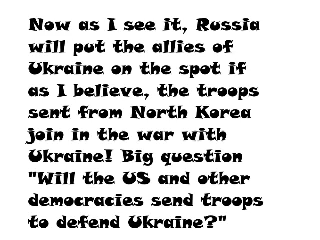 Now as I see it, Russia
will put the allies of
Ukraine on the spot if
as I believe, the troops
sent from North Korea
join in the war with
Ukraine! Big question
"Will the US and other
democracies send troops
to defend Ukraine?"